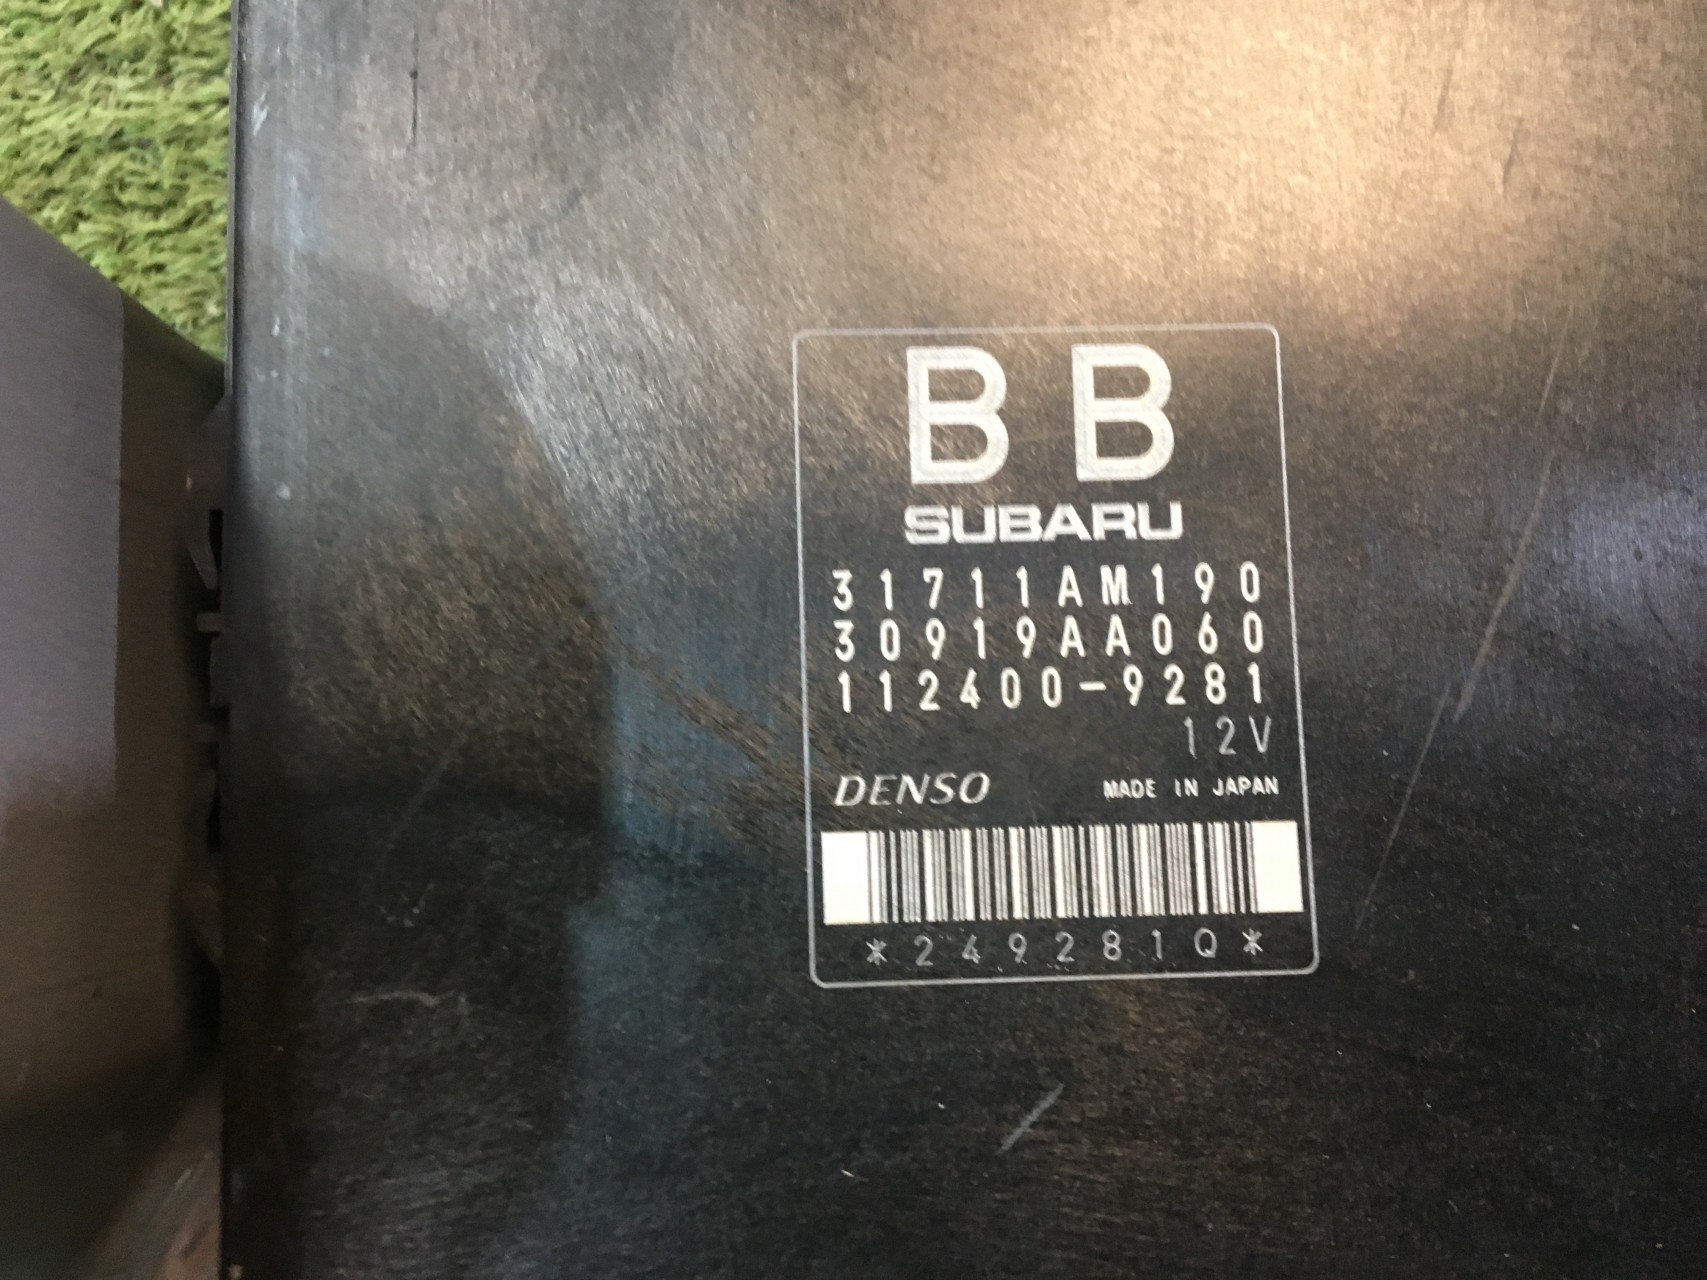 BB
SUBARU
31711AM190
30919AA060
112400-9281
12V
DENSO MADE IN JAPAN
*249281Q*